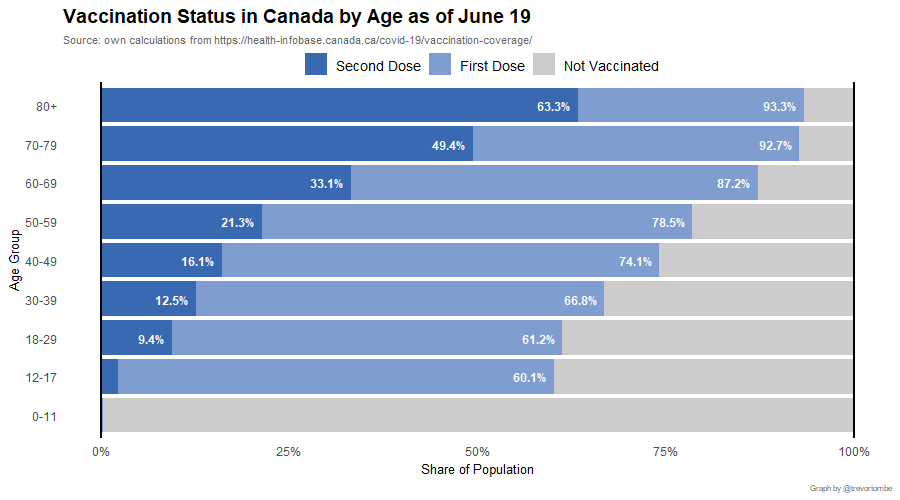 Vaccination Status in Canada by Age as of June 19
Source: own calculations from https://health-infobase.canada.ca/covid-19/vaccination-coverage/
Second Dose First Dose Not Vaccinated
80+ 63.3% 93.3%
70-79 49.4% 92.7%
60-69 33.1% 87.2%
50-59 21.3% 78.5%
Age Group
40-49 16.1% 74.1%
30-39 12.5% 66.8%
18-29 9.4% 61.2%
12-17 60.1%
0-11
0% 25% 50% 75% 100%
Share of Population
Graph by @trevortombe